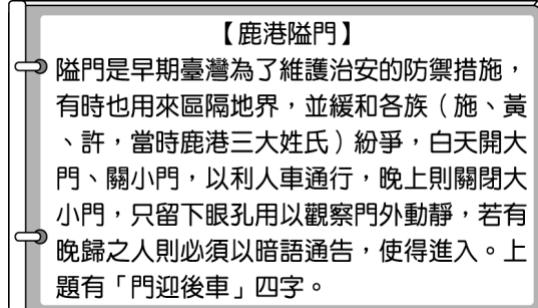 【鹿港隘門】
隘門是早期臺灣為了維護治安的防禦措施，
有時也用來區隔地界，並緩和各族（施、黃
、許，當時鹿港三大姓氏）紛爭，白天開大
門、關小門，以利人車通行，晚上則關閉大
小門，只留下眼孔用以觀察門外動靜，若有
晚歸之人則必須以暗語通告，使得進入。上
題有「門迎後車」四字。